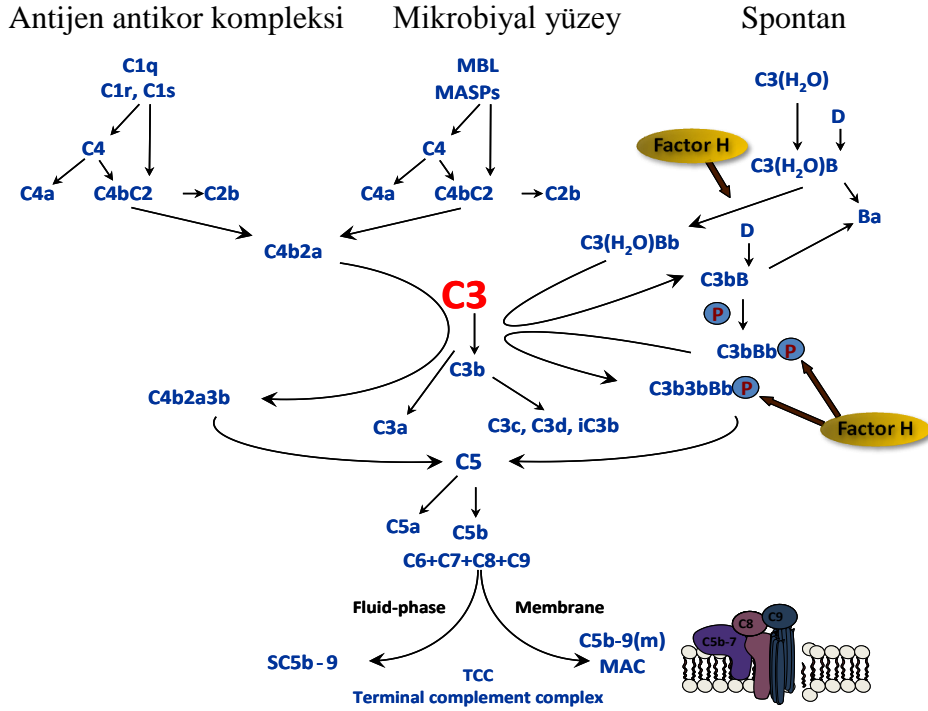 Antijen antikor kompleksi
Mikrobiyal yüzey
Spontan
C1q
C1r, C1s
C4
C4a
C4bC2
C2b
MBL
MASPs
C4
C4a
C4bC2
C2b
C4b2a
C3(H₂O)
D
Factor H
C3(H₂O)B
Ba
C3(H₂O)Bb
D
C3bB
P
C3bBb P
C3b3bBb P
Factor H
C3
C3b
C4b2a3b
C3a
C3c, C3d, iC3b
C5
C5a
C5b
C6+C7+C8+C9
Fluid-phase
Membrane
SC5b-9
C5b-9(m)
MAC
TCC
Terminal complement complex
C5b-7
C8
C9